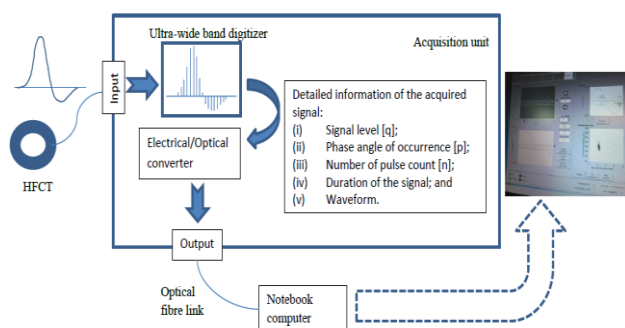 Ultra-wide band digitizer
Acquisition unit
Input
HFCT
Detailed information of the acquired
signal:
(i) Signal level [q];
(ii) Phase angle of occurrence [p];
(iii) Number of pulse count [n];
(iv) Duration of the signal; and
(v) Waveform.
Electrical/Optical
converter
Output
Optical
fibre link
Notebook
computer